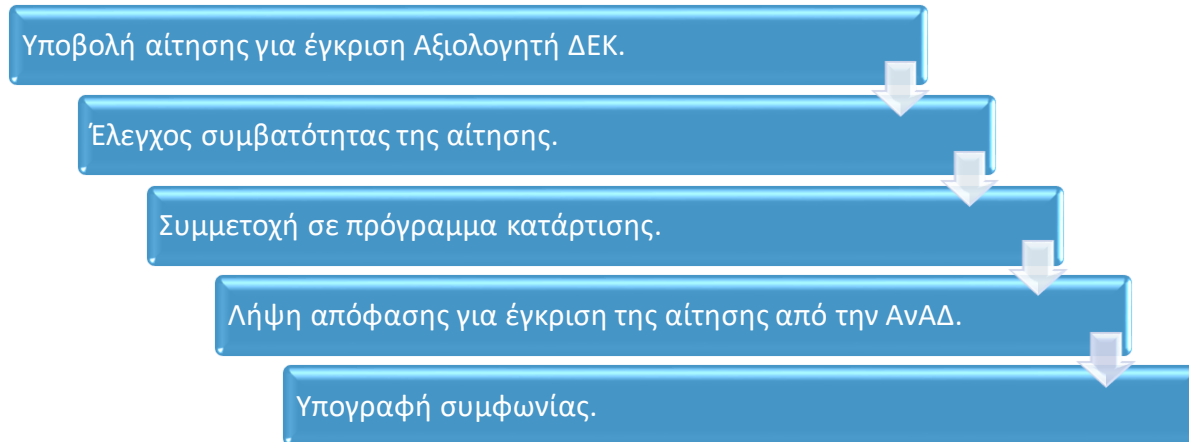 Υποβολή αίτησης για έγκριση Αξιολογητή ΔΕΚ.
Έλεγχος συμβατότητας της αίτησης.
Συμμετοχή σε πρόγραμμα κατάρτισης.
Λήψη απόφασης για έγκριση της αίτησης από την ΑνΑΔ.
Υπογραφή συμφωνίας.